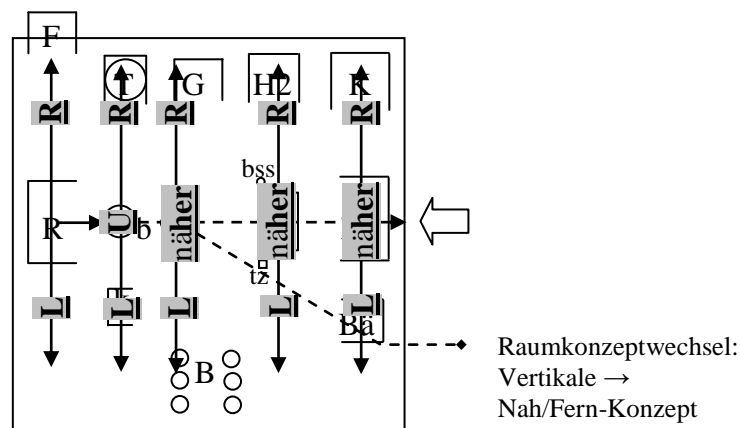 F
T G H2 K
R R R R R
bss
R U b näher näher näher
tz
L L L L L
Bä
B
Raumkonzeptwechsel:
Vertikale →
Nah/Fern-Konzept